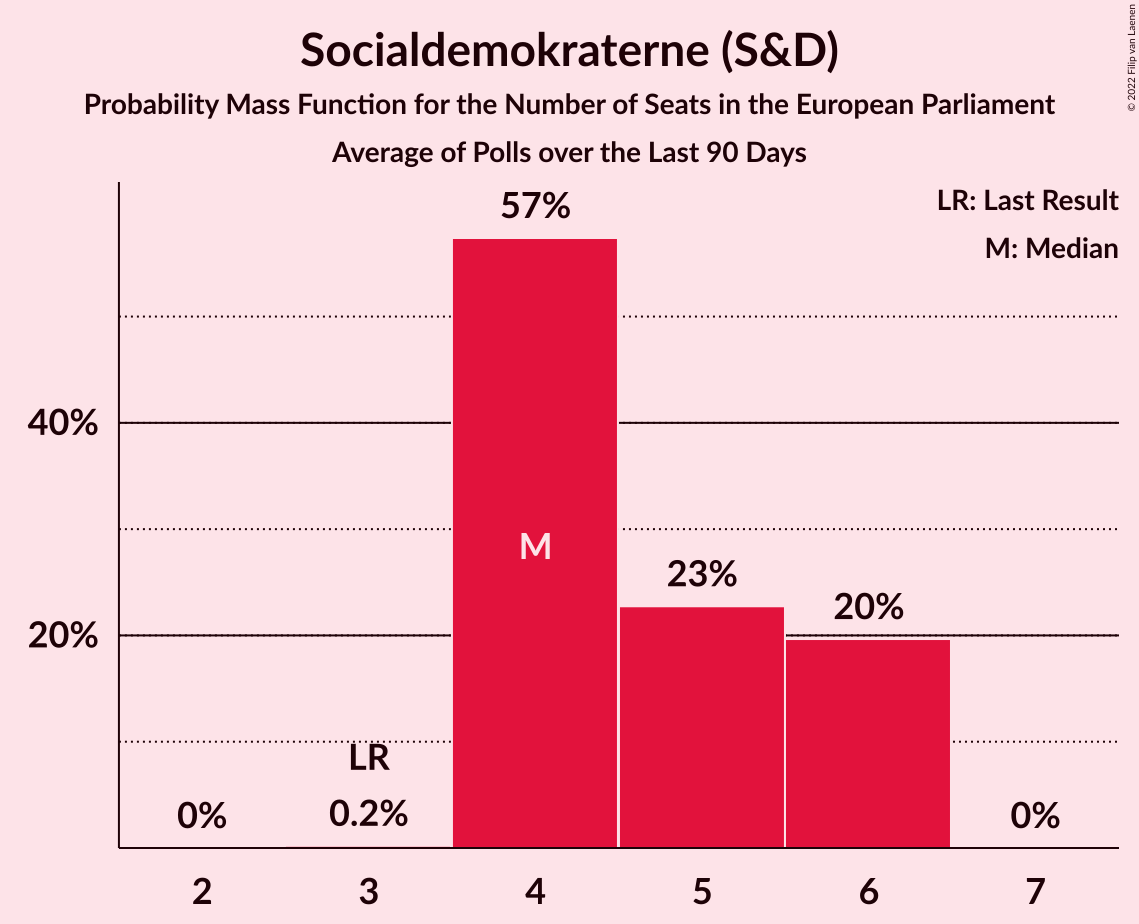 Socialdemokraterne (S&D)
Probability Mass Function for the Number of Seats in the European Parliament
Average of Polls over the Last 90 Days
© 2022 Filip van Laenen
LR: Last Result
M: Median
57%
40%
M
23%
20%
20%
LR
0%
0.2%
0%
2 3 4 5 6 7